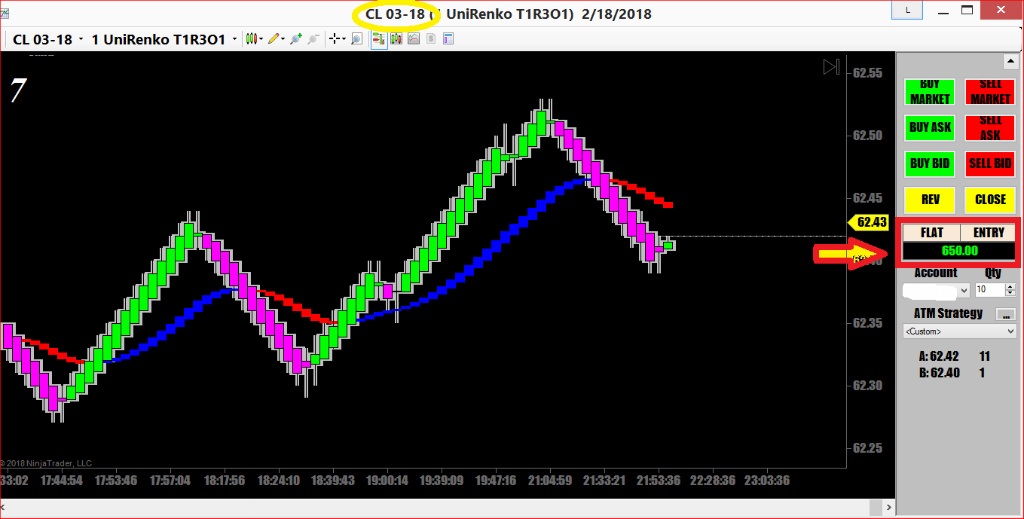 CL 03-18 (1 UniRenko T1R3O1) 2/18/2018
L
CL 03-18 1 UniRenko T1R3O1
7
62.55
62.50
62.45
62.43
62.40
62.35
62.30
62.25
© 2018 NinjaTrader, LLC
33:02 17:44:54 17:53:46 17:57:04 18:17:56 18:24:10 18:39:43 19:00:14 19:39:09 19:47:16 21:04:59 21:33:21 21:53:36 22:28:36 23:03:36
BUY MARKET SELL MARKET
BUY ASK SELL ASK
BUY BID SELL BID
REV CLOSE
FLAT ENTRY
650.00
Account Qty
10
ATM Strategy ...
<Custom>
A: 62.42 11
B: 62.40 1